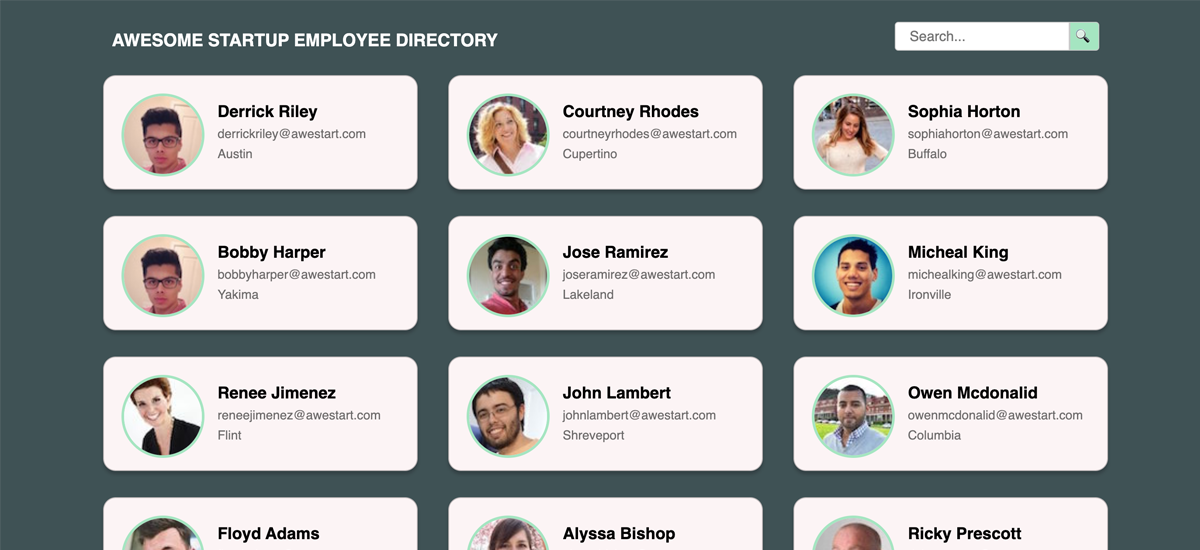 AWESOME STARTUP EMPLOYEE DIRECTORY
Search...
Derrick Riley
derrickriley@awestart.com
Austin
Courtney Rhodes
courtneyrhodes@awestart.com
Cupertino
Sophia Horton
sophiahorton@awestart.com
Buffalo
Bobby Harper
bobbyharper@awestart.com
Yakima
Jose Ramirez
joseramirez@awestart.com
Lakeland
Micheal King
michealking@awestart.com
Ironville
Renee Jimenez
reneejimenez@awestart.com
Flint
John Lambert
johnlambert@awestart.com
Shreveport
Owen Mcdonalid
owenmcdonalid@awestart.com
Columbia
Floyd Adams
Alyssa Bishop
Ricky Prescott